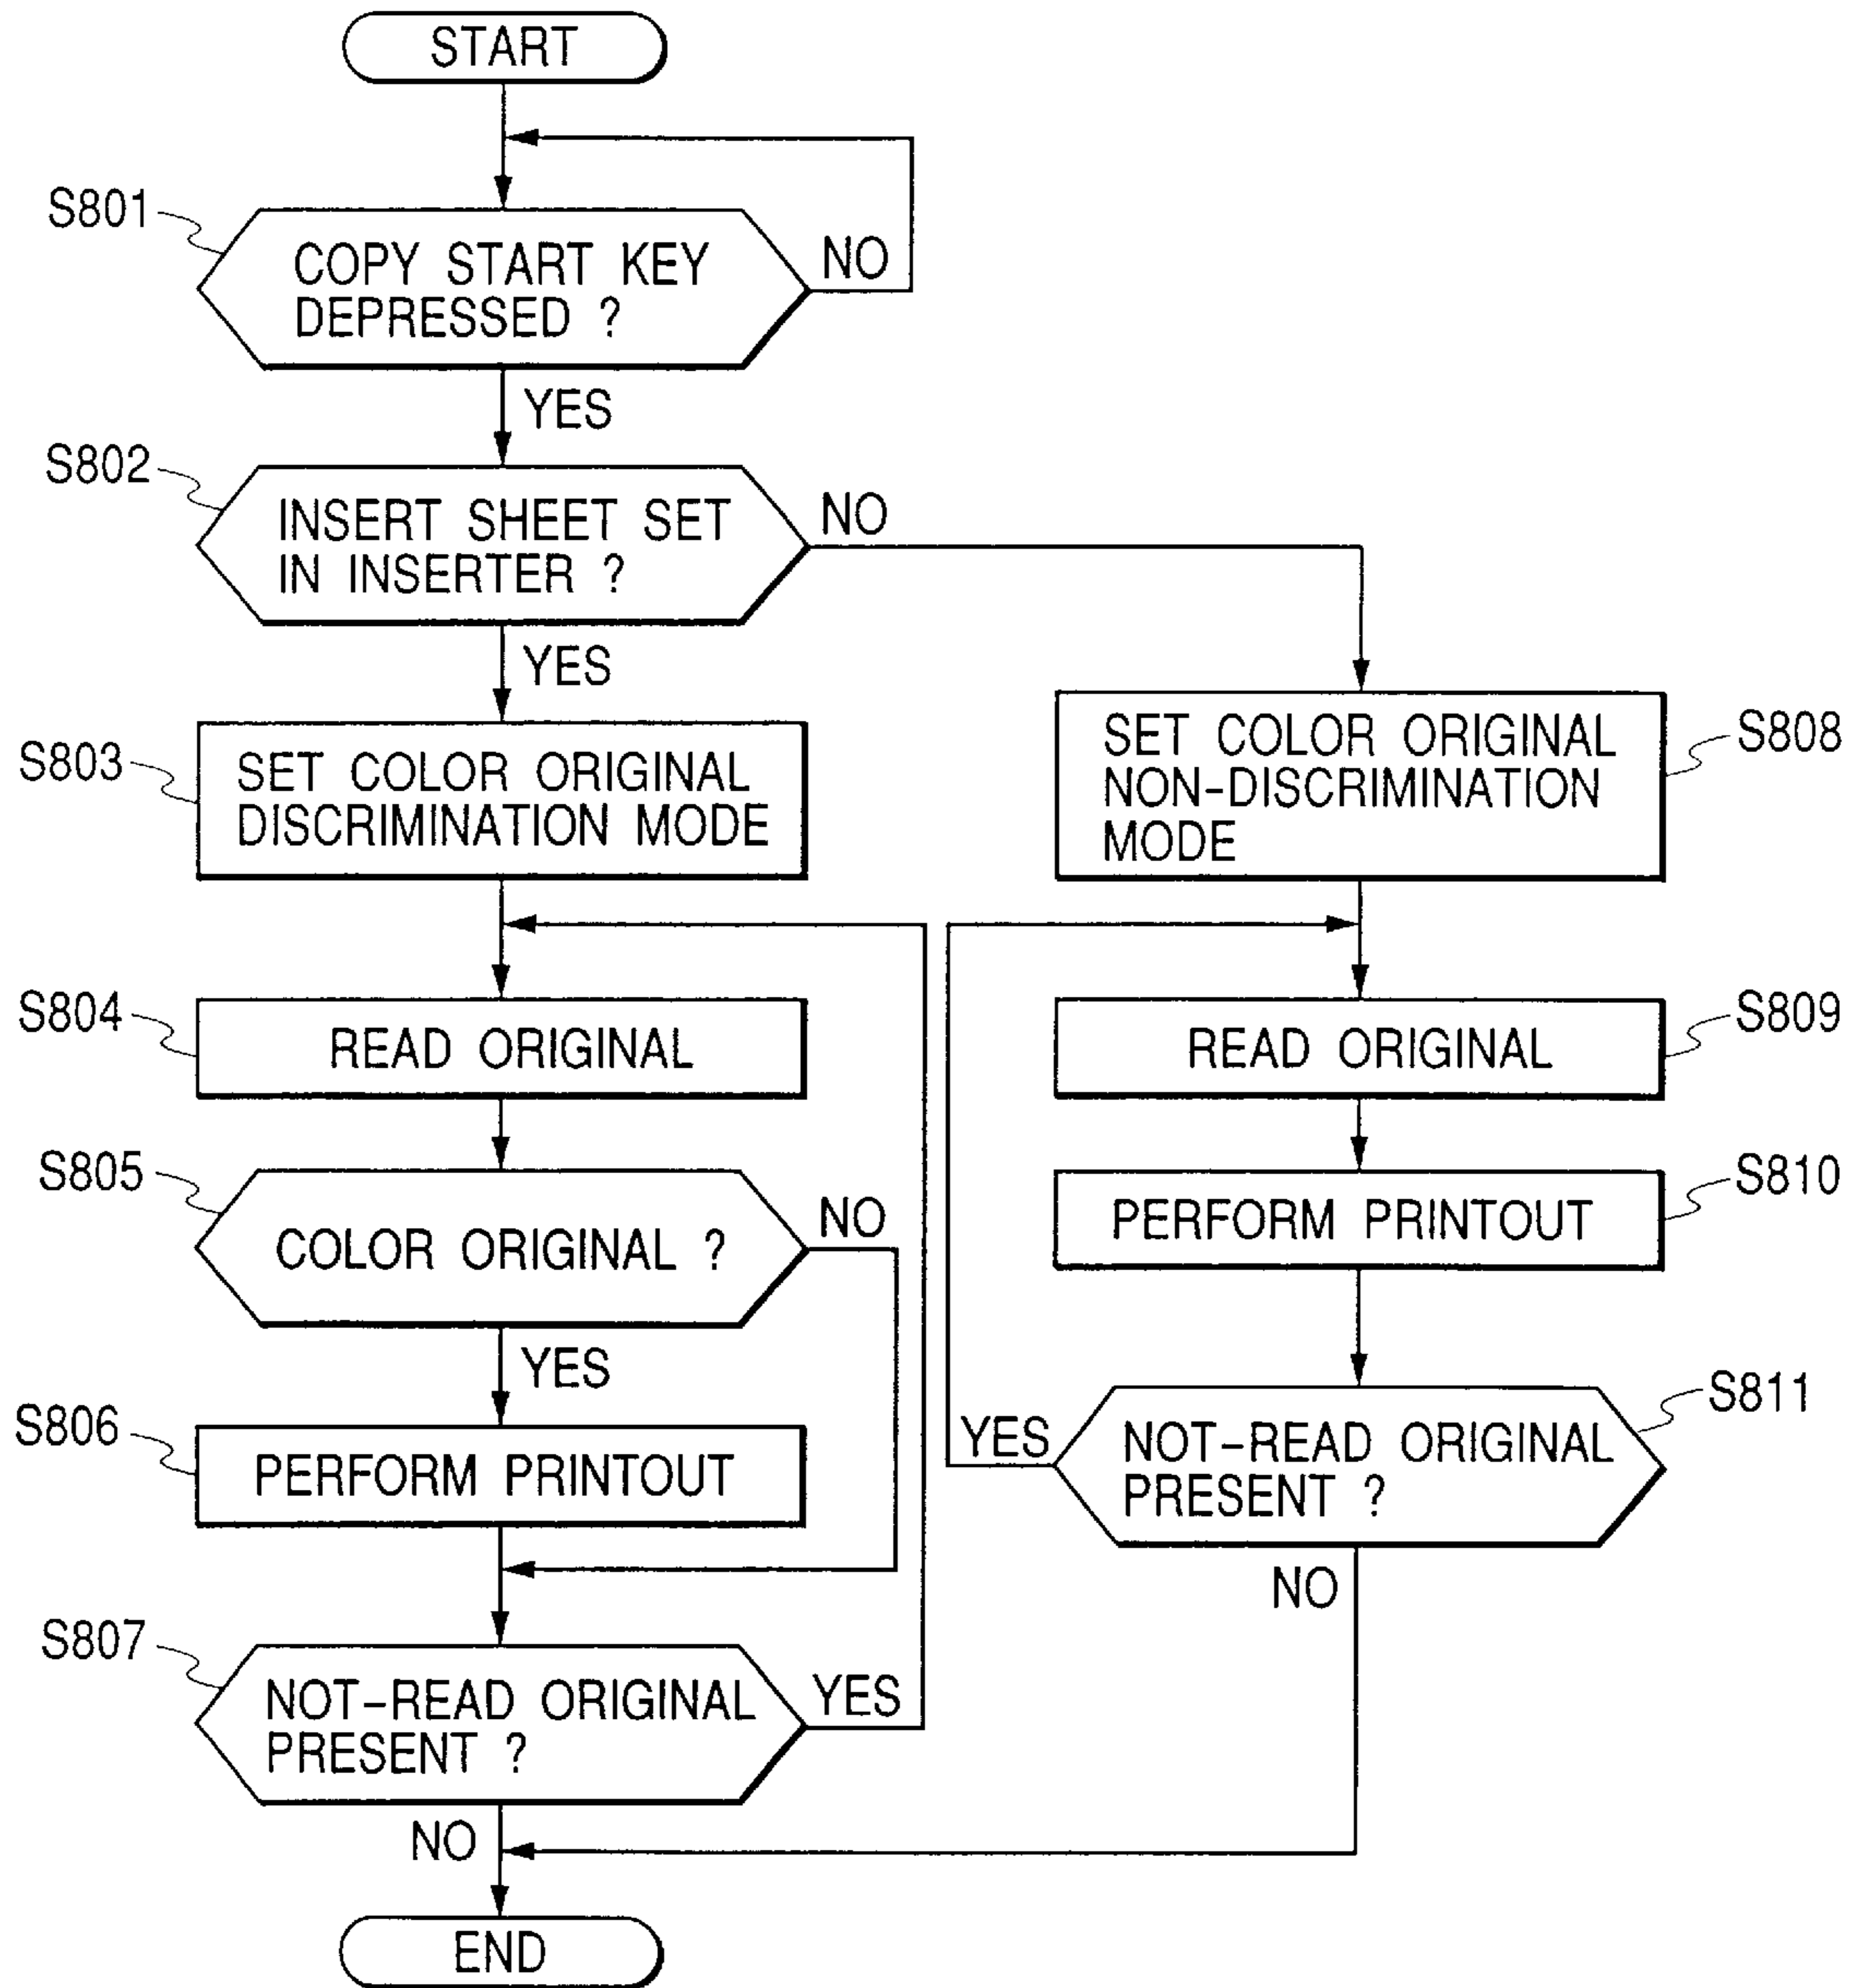 START
S801
COPY START KEY
DEPRESSED ?
NO
YES
S802
INSERT SHEET SET
IN INSERTER ?
NO
YES
S803
SET COLOR ORIGINAL
DISCRIMINATION MODE
SET COLOR ORIGINAL
NON-DISCRIMINATION
MODE
S808
S804
READ ORIGINAL
READ ORIGINAL
S809
S805
COLOR ORIGINAL ?
NO
YES
PERFORM PRINTOUT
S810
S806
PERFORM PRINTOUT
YES
NOT-READ ORIGINAL
PRESENT ?
S811
NO
S807
NOT-READ ORIGINAL
PRESENT ?
YES
NO
END